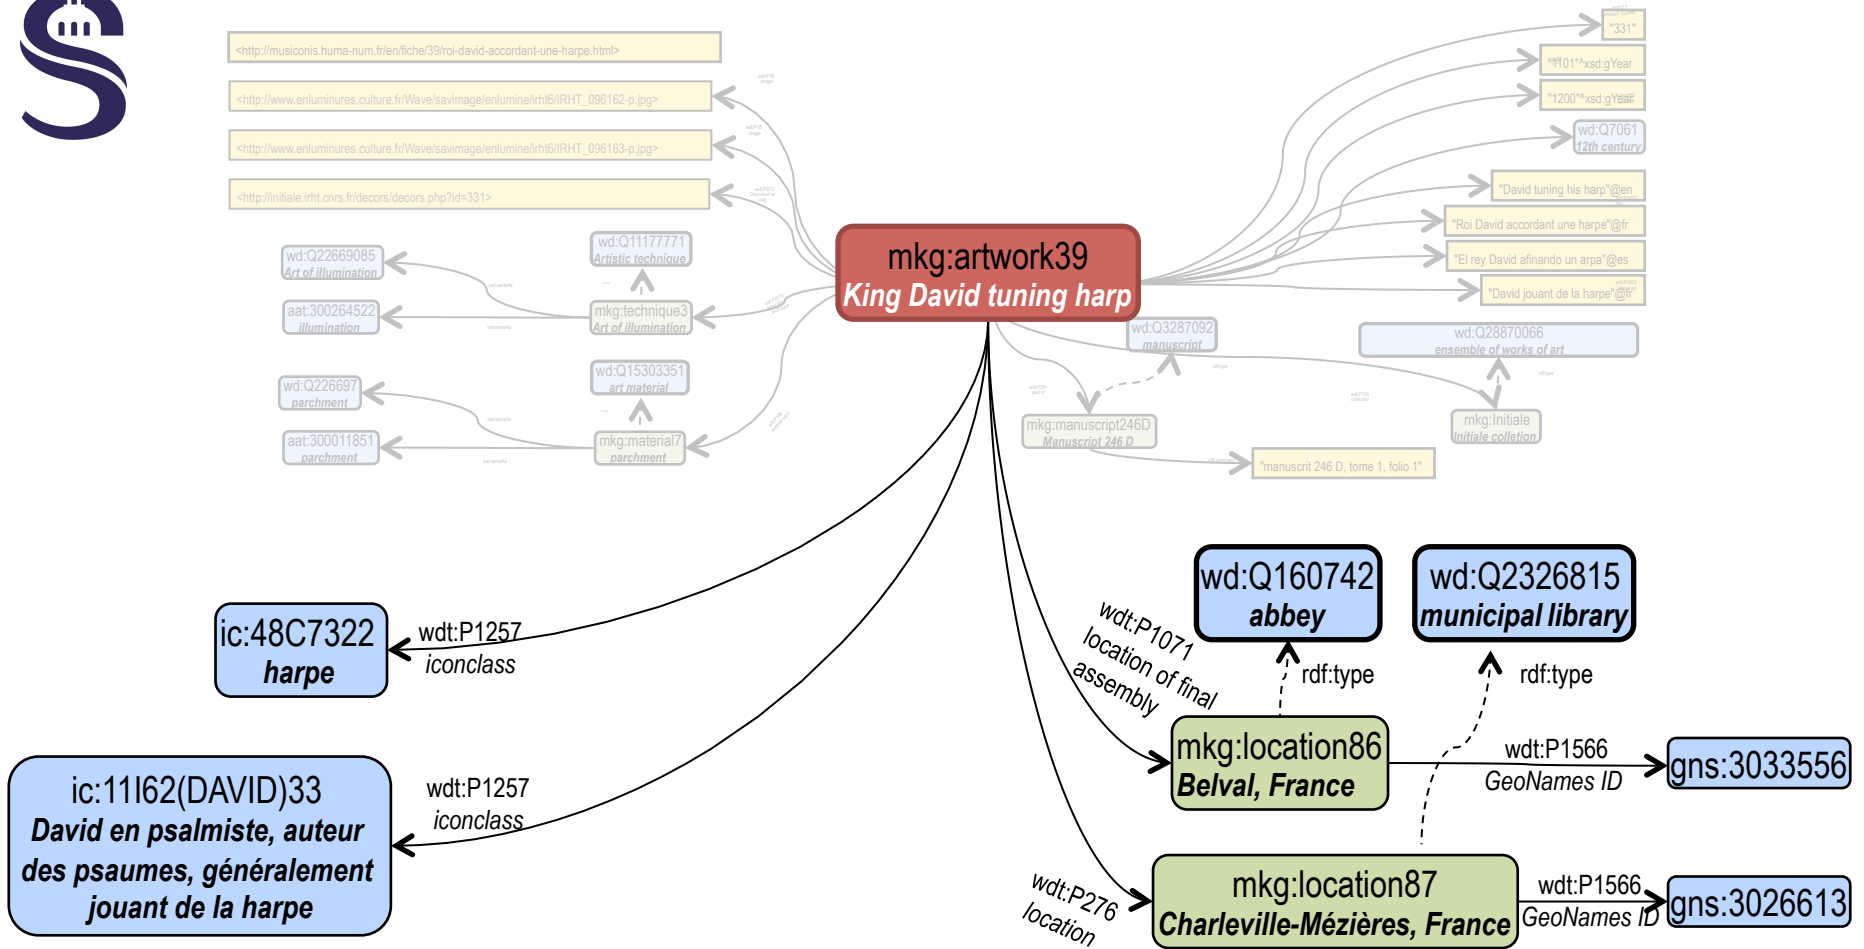 <http://musiconis.huma-num.fr/en/fiche/39/roi-david-accordant-une-harpe.html>
<http://www.enluminures.culture.fr/Wave/savimage/enlumine/irht6/IRHT_096162-p.jpg>
<http://www.enluminures.culture.fr/Wave/savimage/enlumine/irht6/IRHT_096163-p.jpg>
<http://initiale.irht.cnrs.fr/decors/decors.php?id=331>
"331"
"1101"^xsd:gYear
"1200"^xsd:gYear
wd:Q7061
12th century
"David tuning his harp"@en
"Roi David accordant une harpe"@fr
"El rey David afinando un arpa"@es
"David jouant de la harpe"@fr
mkg:artwork39
King David tuning harp
wd:Q22669085
Art of illumination
wd:Q11177771
Artistic technique
aat:300264522
illumination
mkg:technique3
Art of illumination
wd:Q226697
parchment
wd:Q15303351
art material
aat:300011851
parchment
mkg:material7
parchment
wd:Q3287092
manuscript
rdf:type
wd:Q28870066
ensemble of works of art
rdf:type
mkg:manuscript246D
Manuscript 246 D
mkg:Initiale
Initiale colletion
"manuscrit 246 D, tome 1, folio 1"
ic:48C7322
harpe
wdt:P1257
iconclass
ic:11I62(DAVID)33
David en psalmiste, auteur
des psaumes, généralement
jouant de la harpe
wdt:P1257
iconclass
wd:Q160742
abbey
wd:Q2326815
municipal library
rdf:type
rdf:type
wdt:P1071
location of final
assembly
mkg:location86
Belval, France
wdt:P1566
GeoNames ID
gns:3033556
wdt:P276
location
mkg:location87
Charleville-Mézières, France
wdt:P1566
GeoNames ID
gns:3026613